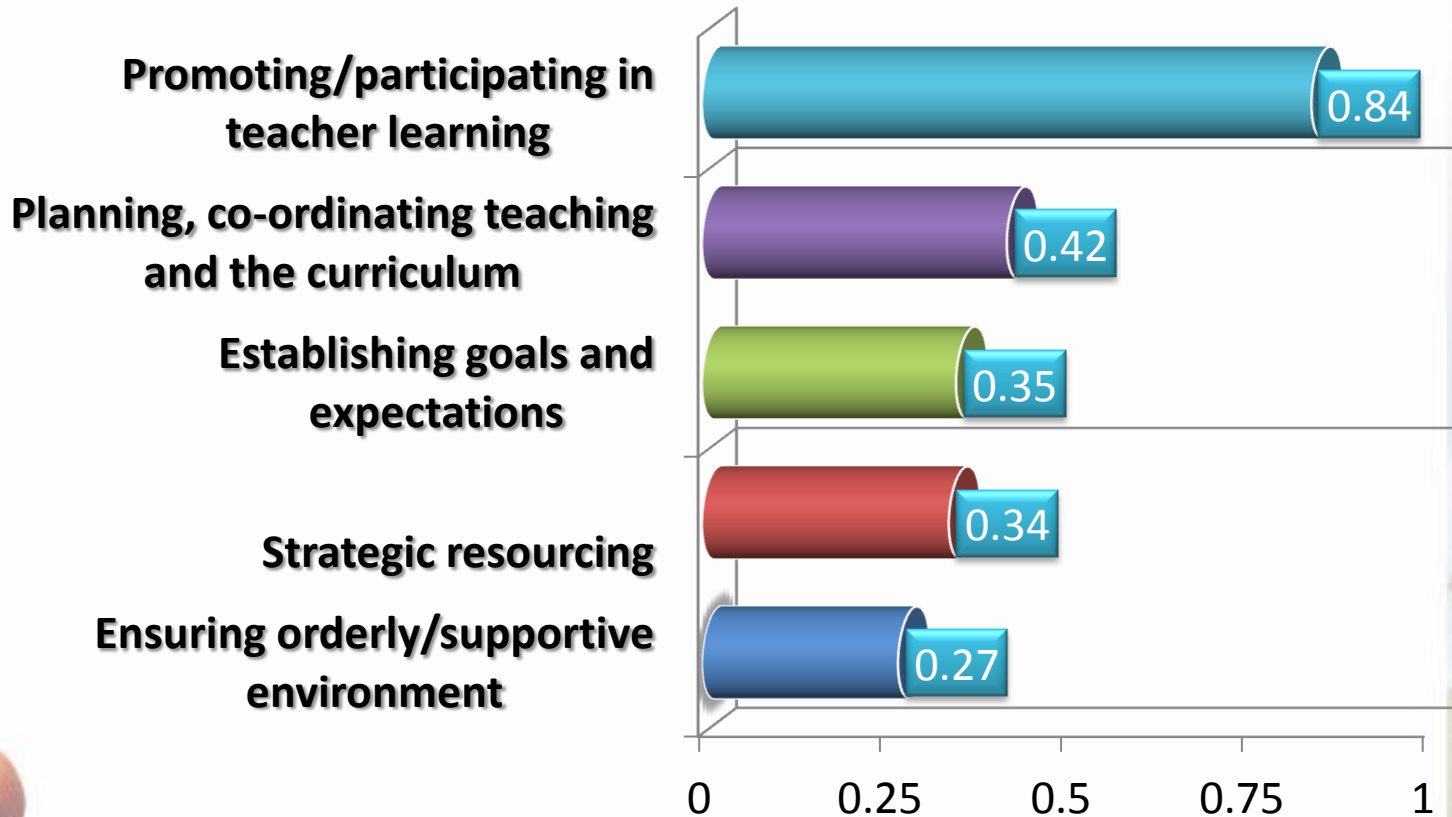 Promoting/participating in
teacher learning
0.84
Planning, co-ordinating teaching
and the curriculum
0.42
Establishing goals and
expectations
0.35
Strategic resourcing
0.34
Ensuring orderly/supportive
environment
0.27
0 0.25 0.5 0.75 1